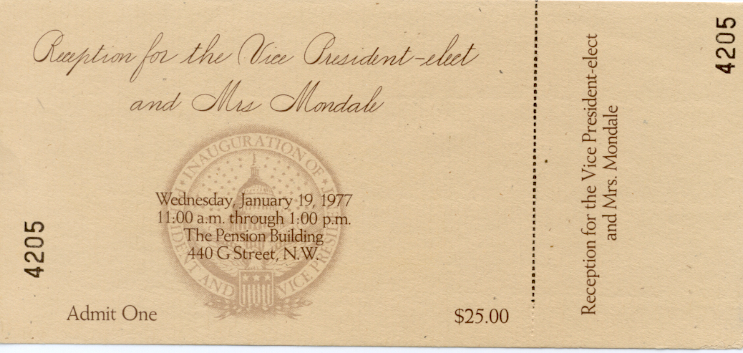 Reception for the Vice President-elect
and Mrs Mondale
INAUGURATION OF
PRESIDENT AND VICE PRESIDENT
Wednesday, January 19, 1977
11:00 a.m. through 1:00 p.m.
The Pension Building
440 G Street, N.W.
4205
Admit One
$25.00
Reception for the Vice President-elect
and Mrs. Mondale
4205